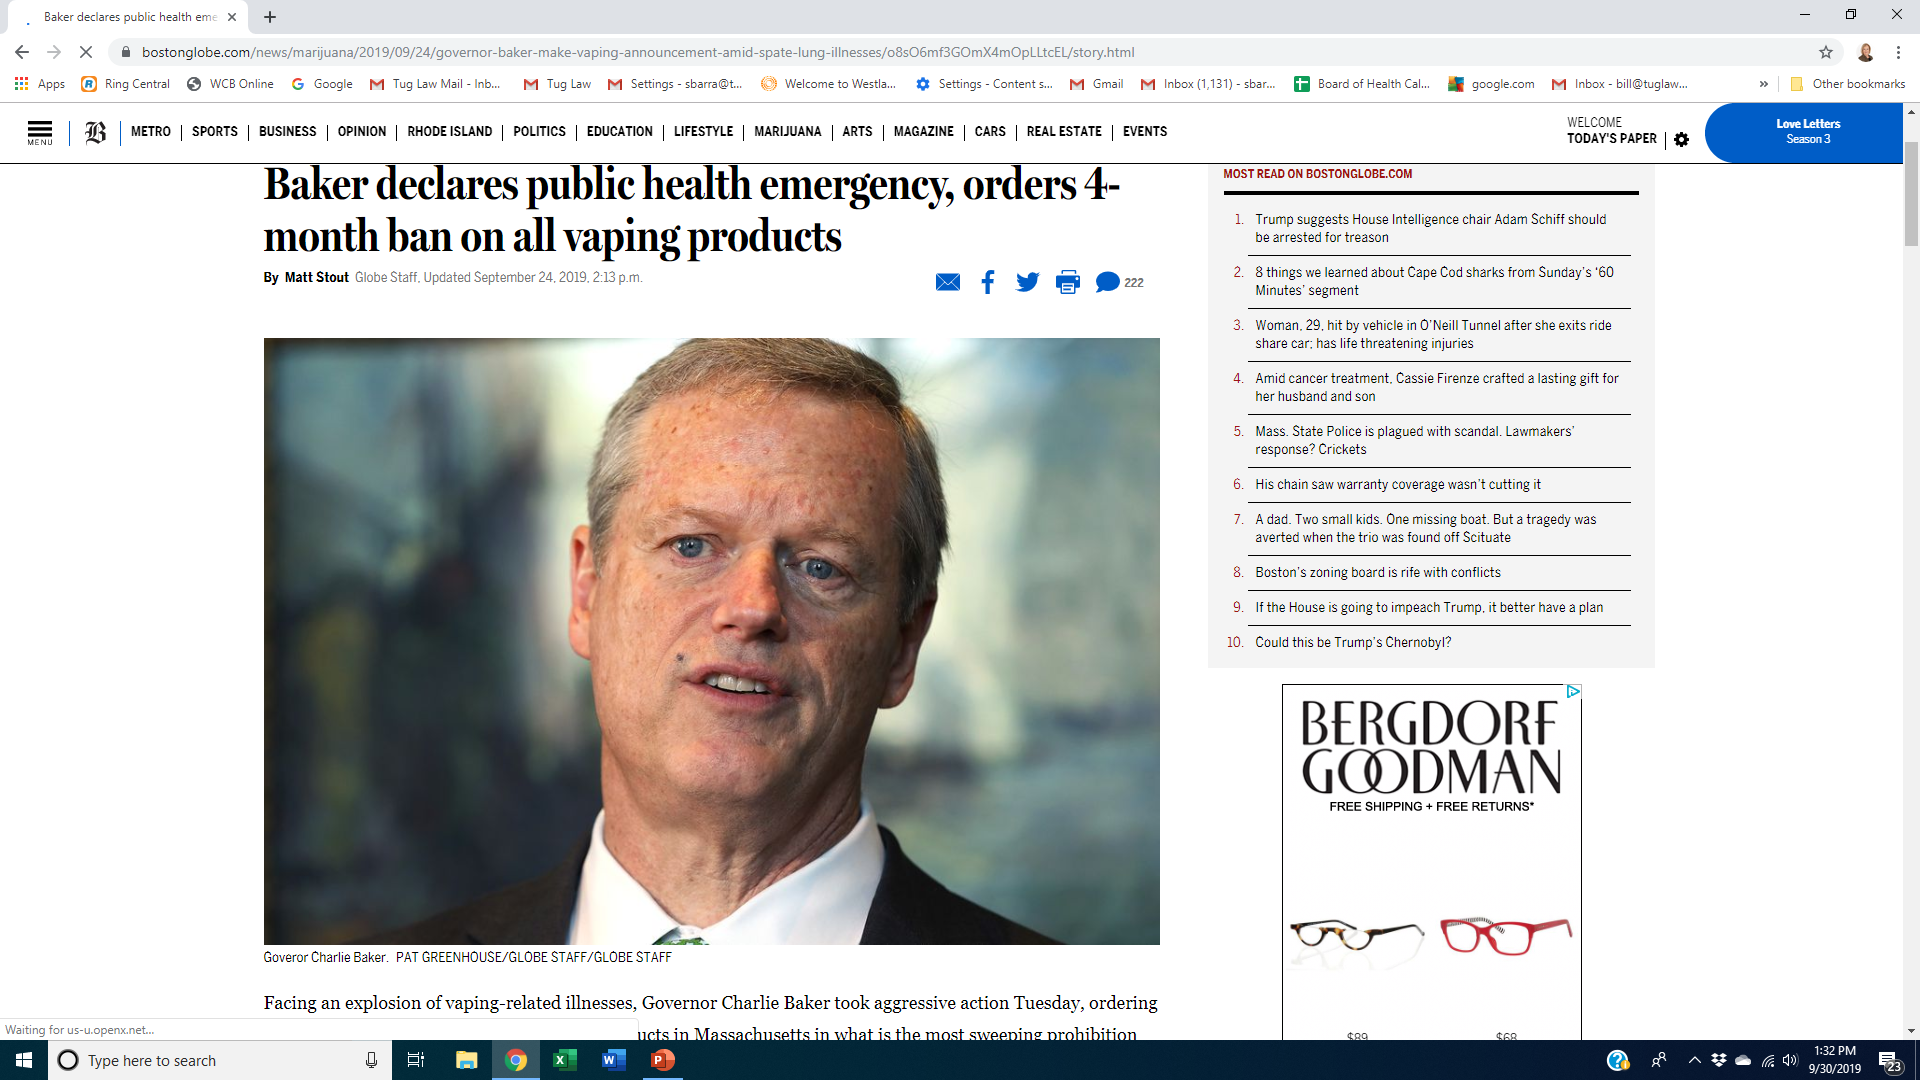 Baker declares public health eme
bostonglobe.com/news/marijuana/2019/09/24/governor-baker-make-vaping-announcement-amid-spate-lung-illnesses/o8sO6mf3GOmX4mOpLLtcEL/story.html
Apps Ring Central WCB Online Google Tug Law Mail - Inb... Tug Law Settings - sbarra@t... Welcome to Westla... Settings - Content s... Gmail Inbox (1,131) - sbar... Board of Health Cal... google.com Inbox - bill@tuglaw... » Other bookmarks
MENU B METRO SPORTS BUSINESS OPINION RHODE ISLAND POLITICS EDUCATION LIFESTYLE MARIJUANA ARTS MAGAZINE CARS REAL ESTATE EVENTS
WELCOME
TODAY'S PAPER
Love Letters
Season 3
Baker declares public health emergency, orders 4-
month ban on all vaping products
By Matt Stout Globe Staff, Updated September 24, 2019, 2:13 p.m.
222
Goveror Charlie Baker. PAT GREENHOUSE/GLOBE STAFF/GLOBE STAFF
Facing an explosion of vaping-related illnesses, Governor Charlie Baker took aggressive action Tuesday, ordering
ucts in Massachusetts in what is the most sweeping prohibition
MOST READ ON BOSTONGLOBE.COM
1. Trump suggests House Intelligence chair Adam Schiff should
be arrested for treason
2. 8 things we learned about Cape Cod sharks from Sunday's '60
Minutes' segment
3. Woman, 29, hit by vehicle in O'Neill Tunnel after she exits ride
share car; has life threatening injuries
4. Amid cancer treatment, Cassie Firenze crafted a lasting gift for
her husband and son
5. Mass. State Police is plagued with scandal. Lawmakers'
response? Crickets
6. His chain saw warranty coverage wasn't cutting it
7. A dad. Two small kids. One missing boat. But a tragedy was
averted when the trio was found off Scituate
8. Boston's zoning board is rife with conflicts
9. If the House is going to impeach Trump, it better have a plan
10. Could this be Trump's Chernobyl?
BERGDORF
GOODMAN
FREE SHIPPING + FREE RETURNS*
$89 $68
Waiting for us-u.openx.net...
Type here to search
1:32 PM
9/30/2019
23